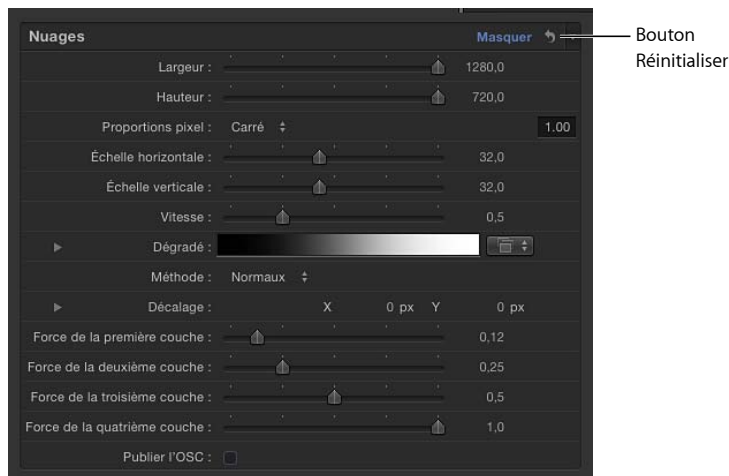 Nuages Masquer
Bouton
Réinitialiser
Largeur : 1280,0
Hauteur : 720,0
Proportions pixel : Carré 1.00
Échelle horizontale : 32,0
Échelle verticale : 32,0
Vitesse : 0,5
Dégradé :
Méthode : Normaux
Décalage : X 0 px Y 0 px
Force de la première couche : 0,12
Force de la deuxième couche : 0,25
Force de la troisième couche : 0,5
Force de la quatrième couche : 1,0
Publier l'OSC :